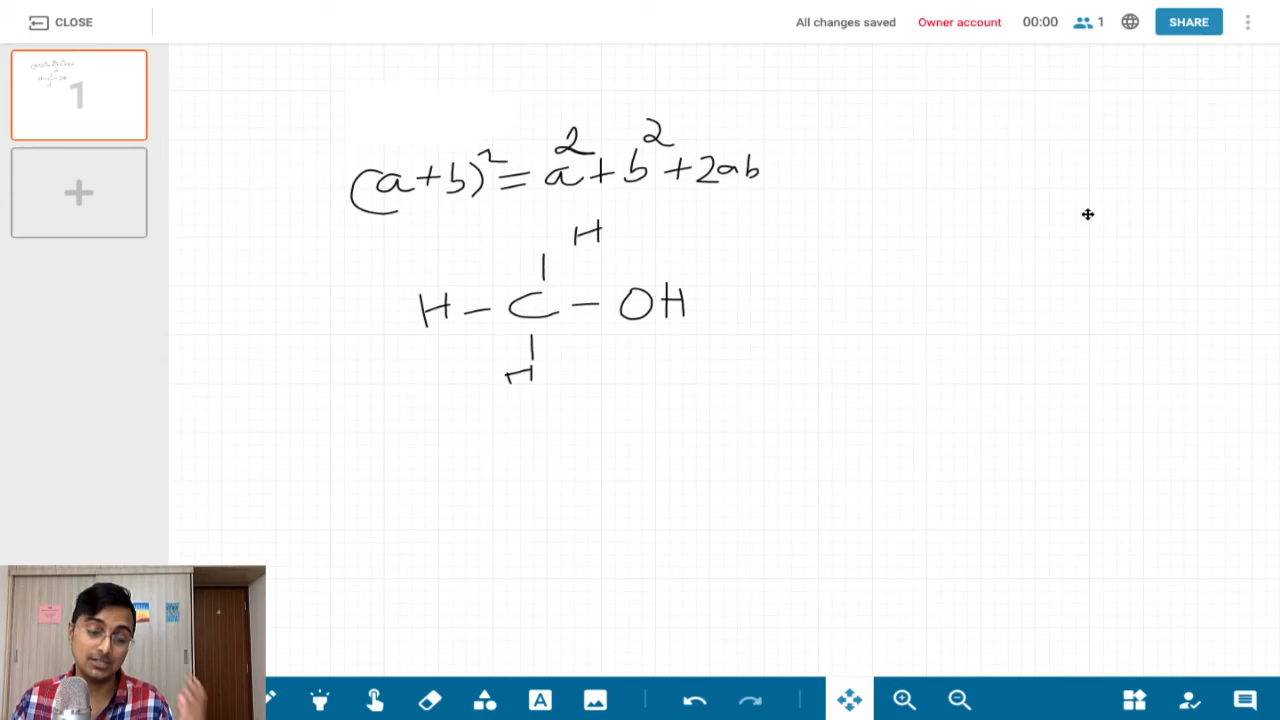 CLOSE
All changes saved Owner account 00:00 1 SHARE
1
(a+b)² = a² + b² + 2ab
H
|
H – C – OH
|
H
A